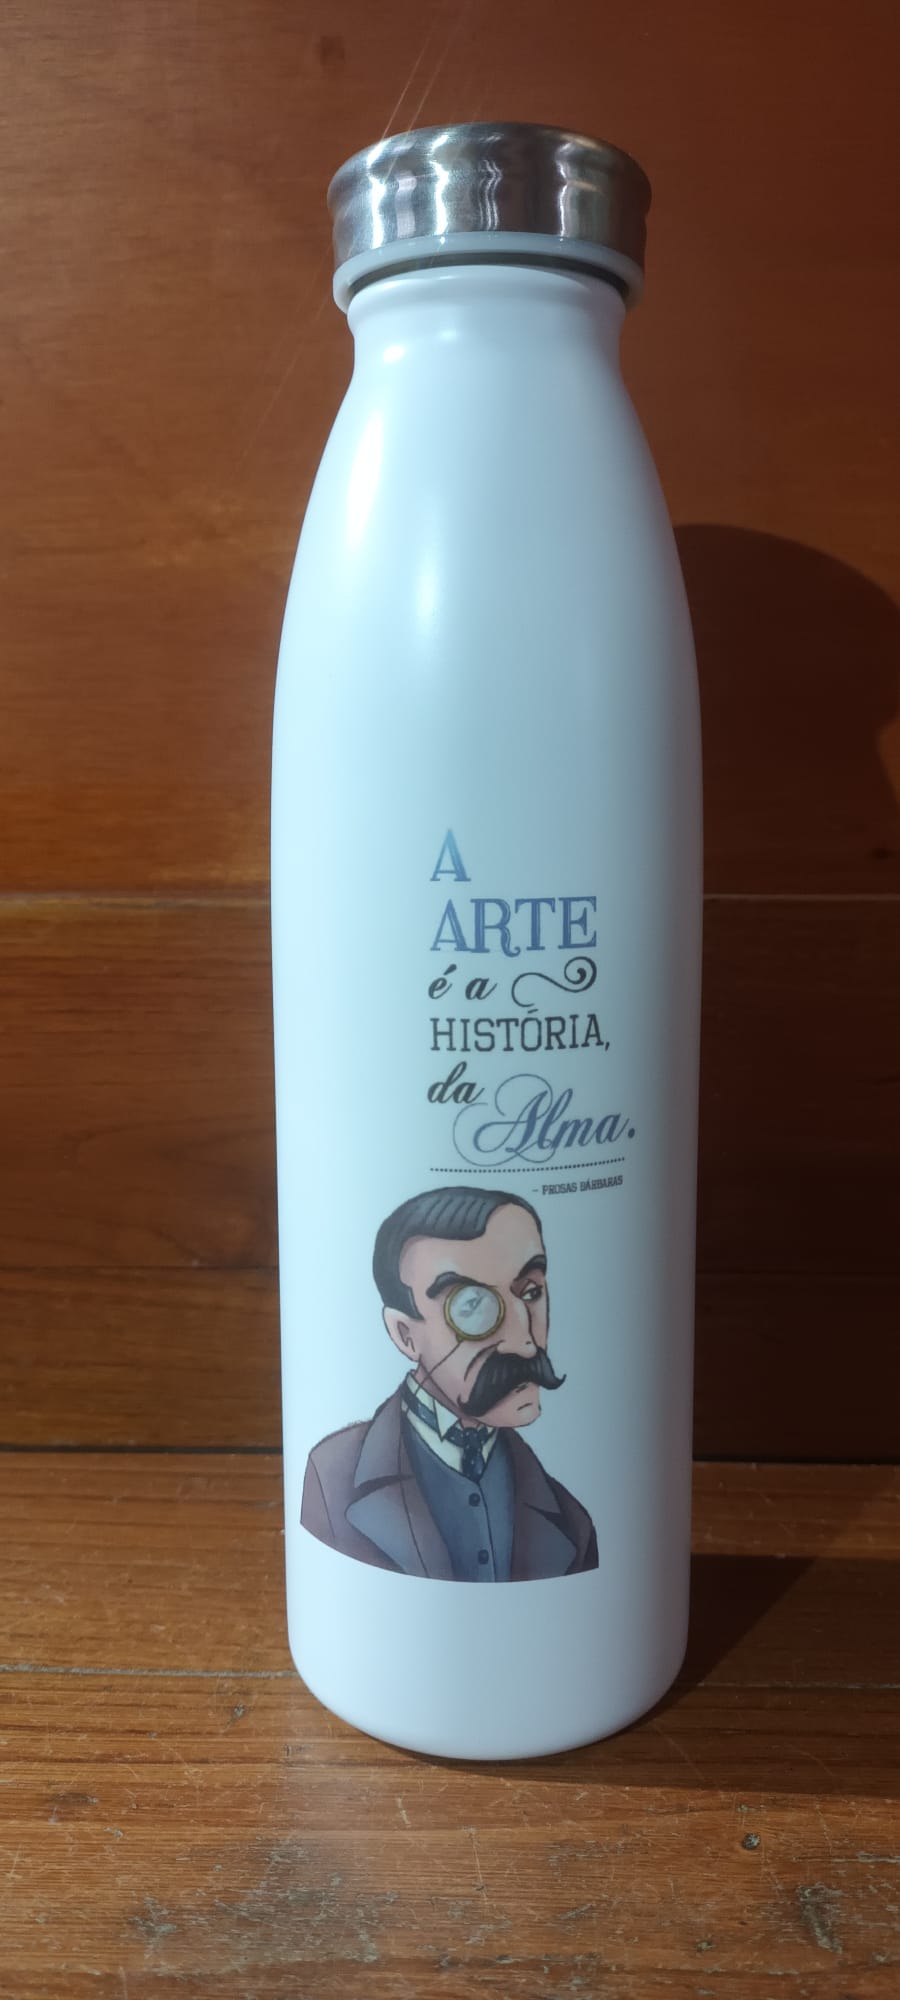 A
ARTE
é a
HISTÓRIA,
da
Alma.
- PROSAS BÁRBARAS